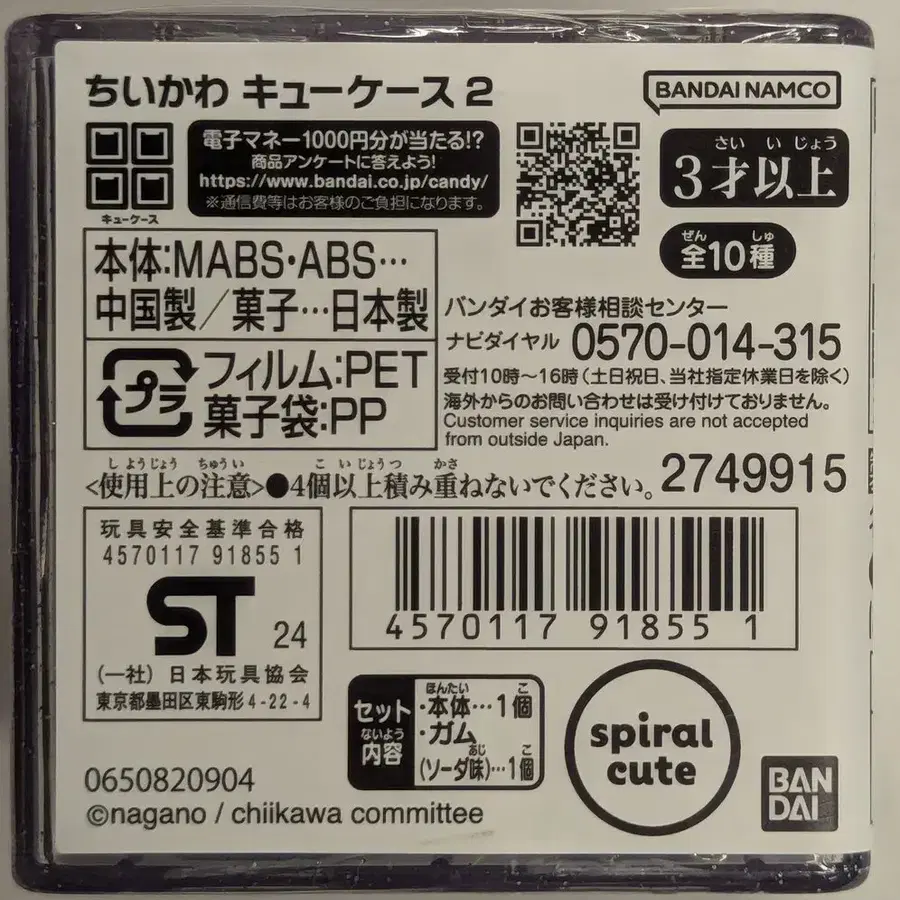 ちいかわ キューケース2
BANDAI NAMCO
キューケース
電子マネー1000円分が当たる!?
商品アンケートに答えよう!
https://www.bandai.co.jp/candy/
※通信費等はお客様のご負担になります。
さい い じょう
3才以上
ぜん しゅ
全10種
本体:MABS・ABS…
中国製/菓子…日本製
プラ
フィルム:PET
菓子袋:PP
バンダイお客様相談センター
ナビダイヤル 0570-014-315
受付10時~16時(土日祝日、当社指定休業日を除く)
海外からのお問い合わせは受け付けておりません。
Customer service inquiries are not accepted
from outside Japan.
しようじょう ちゅうい こ い じょう つ かさ
<使用上の注意>●4個以上積み重ねないでください。
2749915
玩具安全基準合格
4570117 91855 1
ST 24
(一社)日本玩具協会
東京都墨田区東駒形4-22-4
4570117 91855 1
セット
ないよう
内容
ほんたい こ
・本体…1個
・ガム
あじ こ
(ソーダ味)…1個
spiral
cute
BAN
DAI
0650820904
©nagano / chiikawa committee